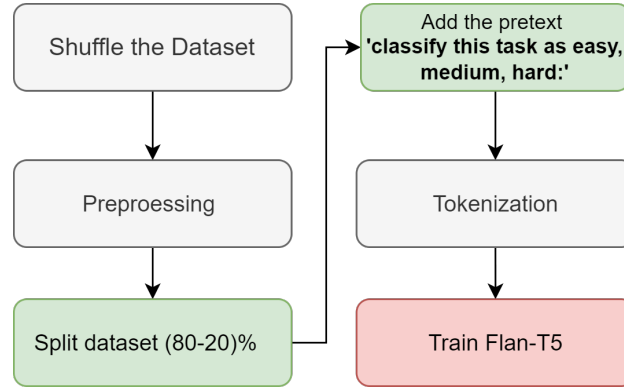 Shuffle the Dataset
Preproessing
Split dataset (80-20)%
Add the pretext
'classify this task as easy,
medium, hard:'
Tokenization
Train Flan-T5